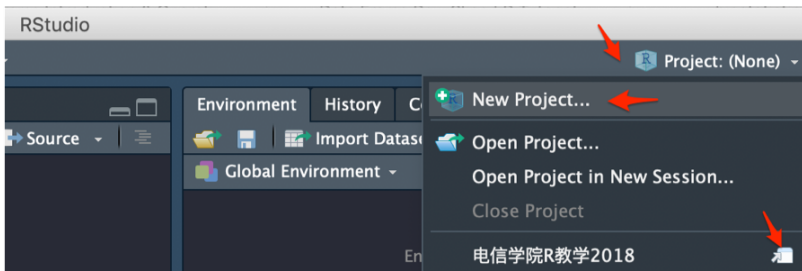 RStudio
Project: (None)
Environment History
New Project...
Source
Import Datase
Open Project...
Global Environment
Open Project in New Session...
Close Project
En
电信学院R教学2018